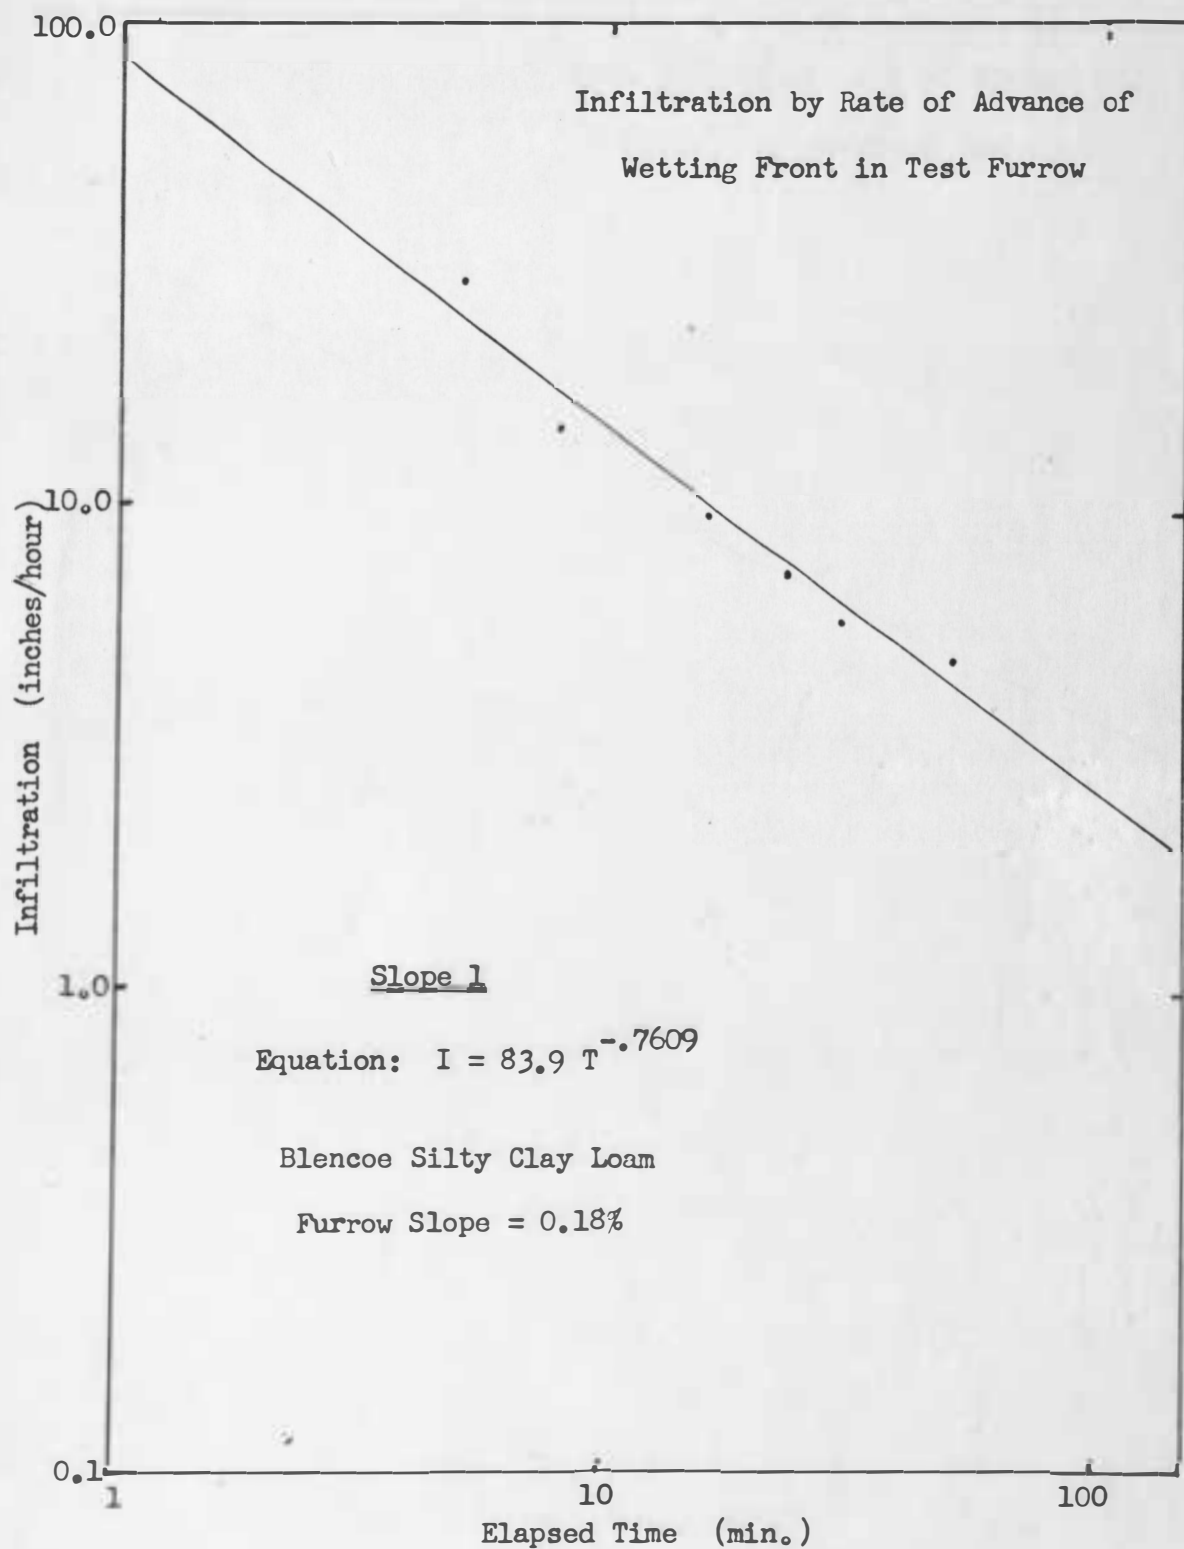 100.0
Infiltration by Rate of Advance of
Wetting Front in Test Furrow
10.0
Infiltration (inches/hour)
1.0
Slope 1
Equation: I = 83.9 T^-.7609
Blencoe Silty Clay Loam
Furrow Slope = 0.18%
0.1
1 10 100
Elapsed Time (min.)